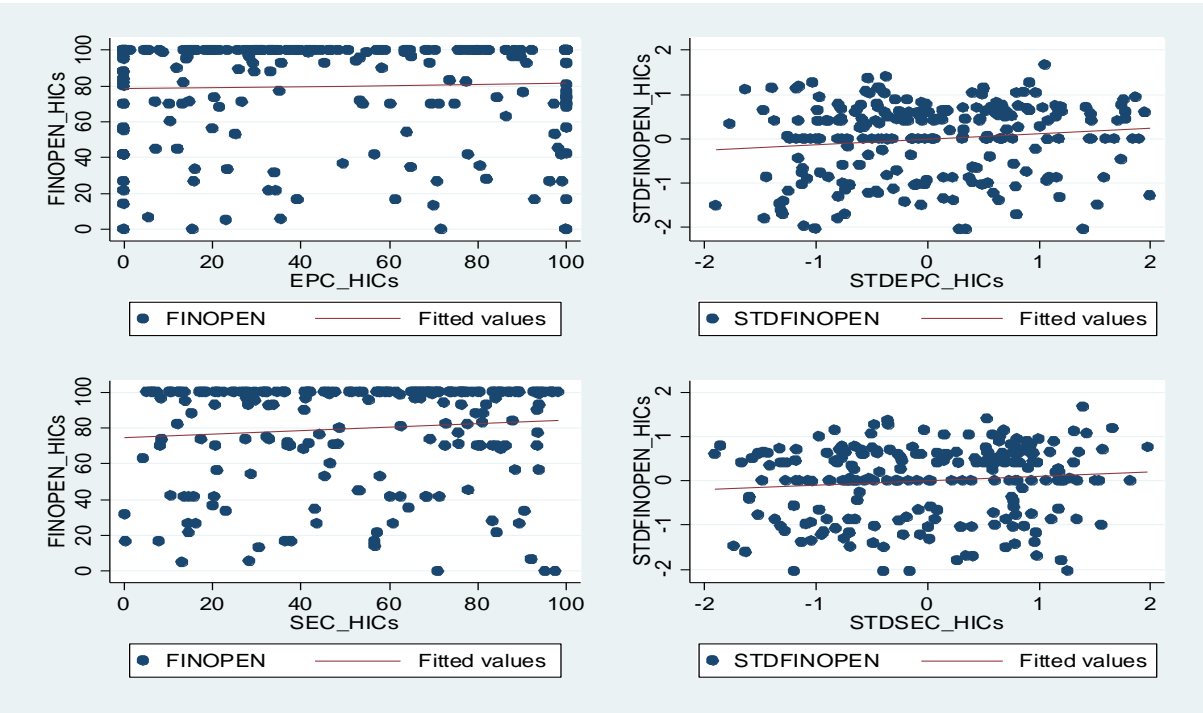 FINOPEN_HICs
100
80
60
40
20
0
0 20 40 60 80 100
EPC_HICs
FINOPEN Fitted values
STDFINOPEN_HICs
2
1
0
-1
-2
-2 -1 0 1 2
STDEPC_HICs
STDFINOPEN Fitted values
FINOPEN_HICs
100
80
60
40
20
0
0 20 40 60 80 100
SEC_HICs
FINOPEN Fitted values
STDFINOPEN_HICs
2
1
0
-1
-2
-2 -1 0 1 2
STDSEC_HICs
STDFINOPEN Fitted values